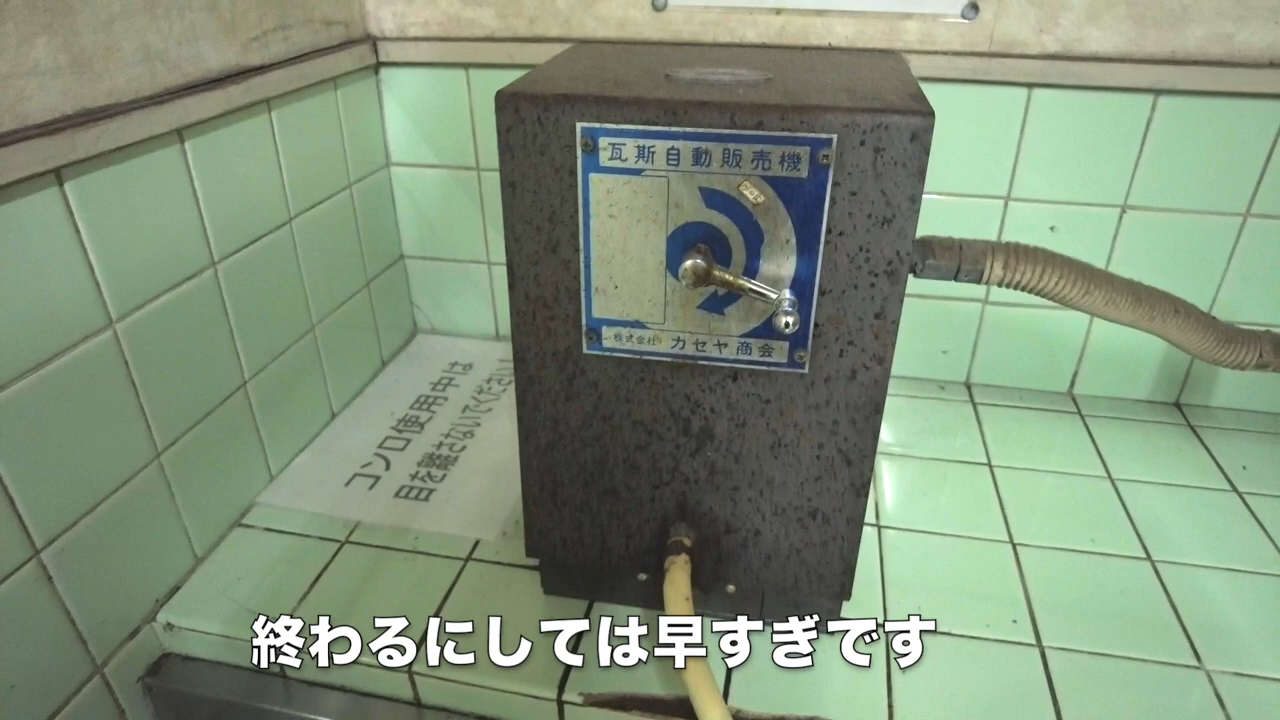 瓦斯自動販売機
株式会社 カセヤ商会
コンロ使用中は
目を離さないでください
終わるにしては早すぎです